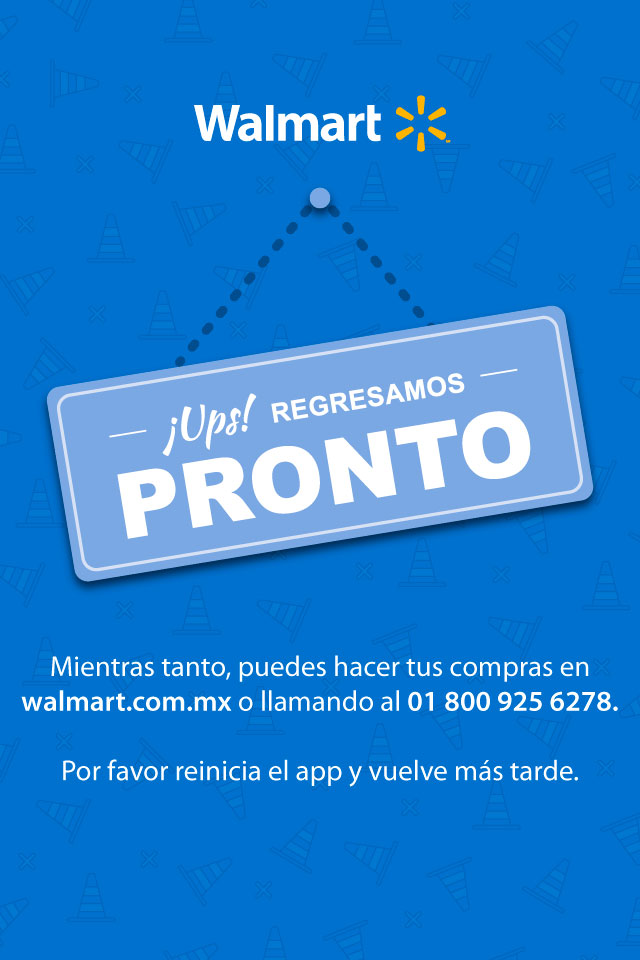 Walmart
¡Ups! REGRESAMOS
PRONTO
Mientras tanto, puedes hacer tus compras en
walmart.com.mx o llamando al 01 800 925 6278.
Por favor reinicia el app y vuelve más tarde.